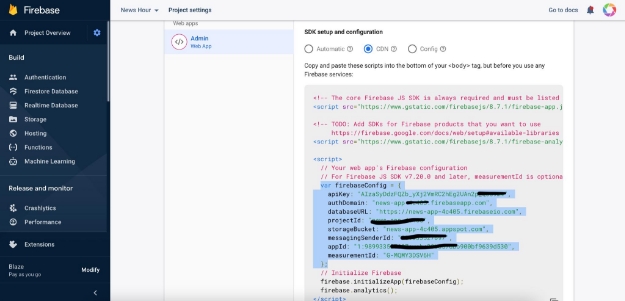 Firebase
News Hour
Project settings
Go to docs
Project Overview
Build
Authentication
Firestore Database
Realtime Database
Storage
Hosting
Functions
Machine Learning
Release and monitor
Crashlytics
Performance
Extensions
Blaze
Pay as you go
Modify
Web apps
Admin
Web App
SDK setup and configuration
Automatic
CDN
Config
Copy and paste these scripts into the bottom of your <body> tag, but before you use any
Firebase services:
<!-- The core Firebase JS SDK is always required and must be listed
<script src="https://www.gstatic.com/firebasejs/8.7.1/firebase-app.j
<!-- TODO: Add SDKs for Firebase products that you want to use
https://firebase.google.com/docs/web/setup#available-libraries
<script src="https://www.gstatic.com/firebasejs/8.7.1/firebase-analy
<script>
// Your web app's Firebase configuration
// For Firebase JS SDK v7.20.0 and later, measurementId is optiona
var firebaseConfig = {
apiKey:
authDomain: "news-app firebaseapp.com",
databaseURL: "https://news-app-4c405.firebaseio.com",
projectId:
storageBucket: "news-app-4c405.appspot.com",
messagingSenderId:
appId:
measurementId:
};
// Initialize Firebase
firebase.initializeApp(firebaseConfig);
firebase.analytics();
</script>